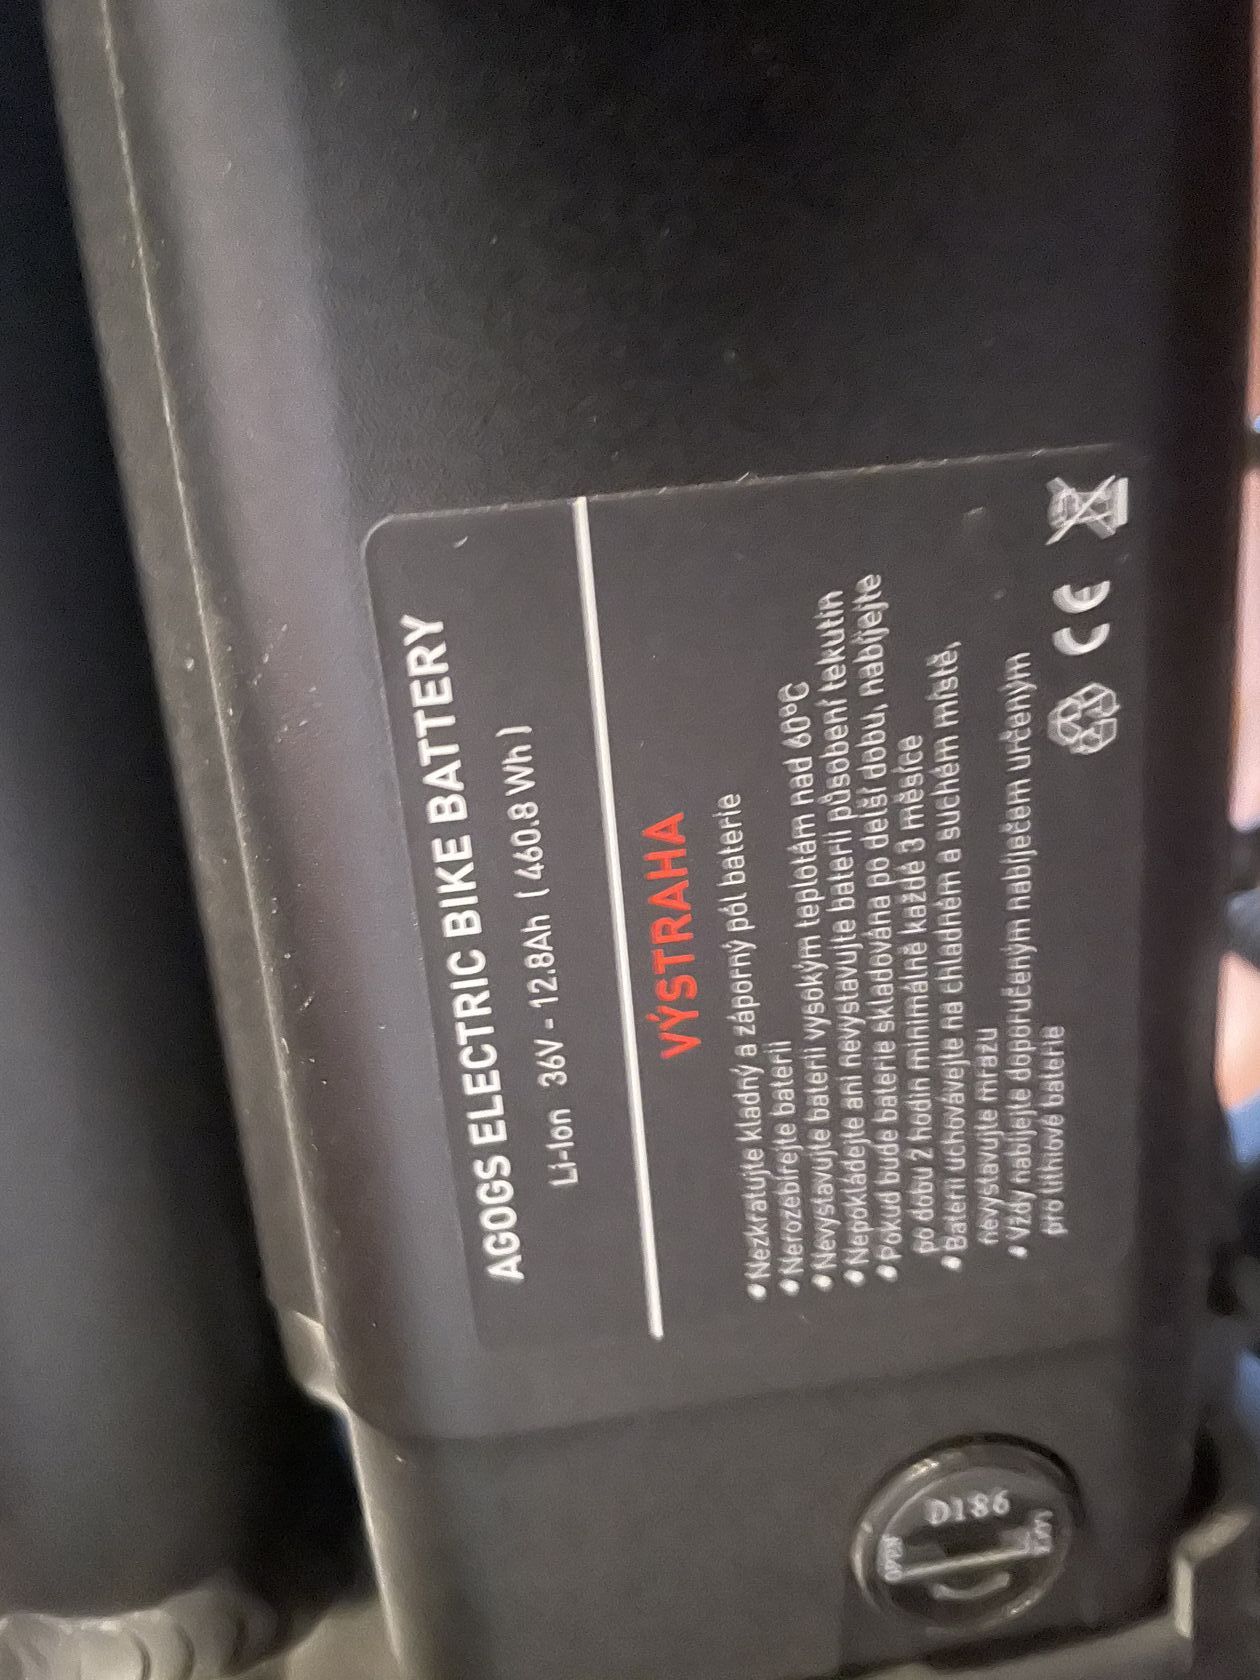 AGOGS ELECTRIC BIKE BATTERY
Li-Ion 36V - 12.8Ah ( 460.8 Wh )
VÝSTRAHA
• Nezkratujte kladný a záporný pól baterie
• Nerozebírejte baterii
• Nevystavujte baterii vysokým teplotám nad 60°C
• Nepokládejte ani nevystavujte baterii působení tekutin
• Pokud bude baterie skladována po delší dobu, nabíjejte
po dobu 2 hodin minimálně každé 3 měsíce
• Baterii uchovávejte na chladném a suchém místě,
nevystavujte mrazu
• Vždy nabíjejte doporučeným nabíječem určeným
pro lithiové baterie
CE
D186
OPEN
LOCK